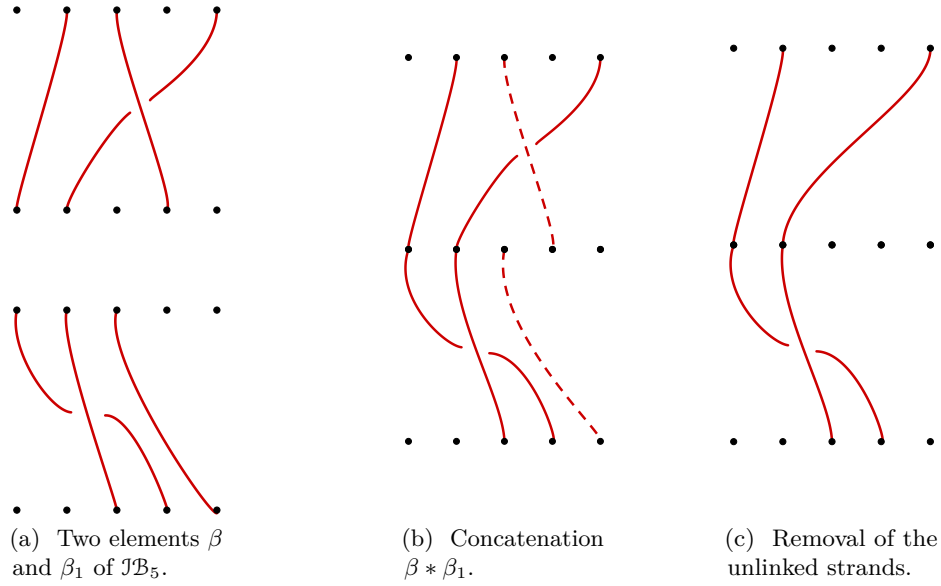 (a) Two elements β
and β₁ of ℐℬ₅.
(b) Concatenation
β ∗ β₁.
(c) Removal of the
unlinked strands.